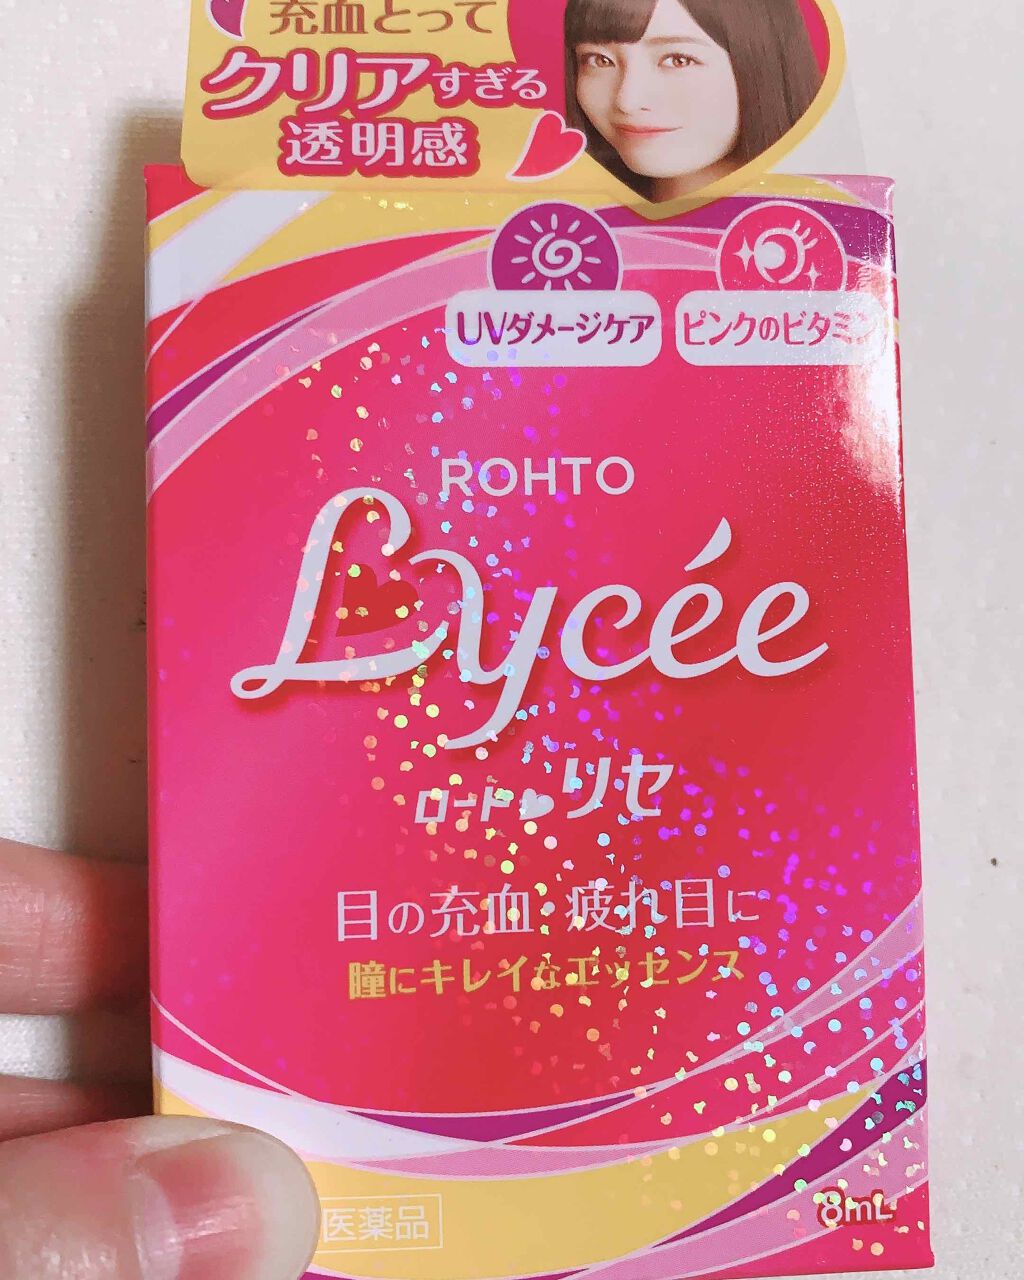 充血とって
クリアすぎる
透明感
UVダメージケア
ピンクのビタミン
ROHTO
Lycée
ロートリセ
目の充血・疲れ目に
瞳にキレイなエッセンス
医薬品
8mL